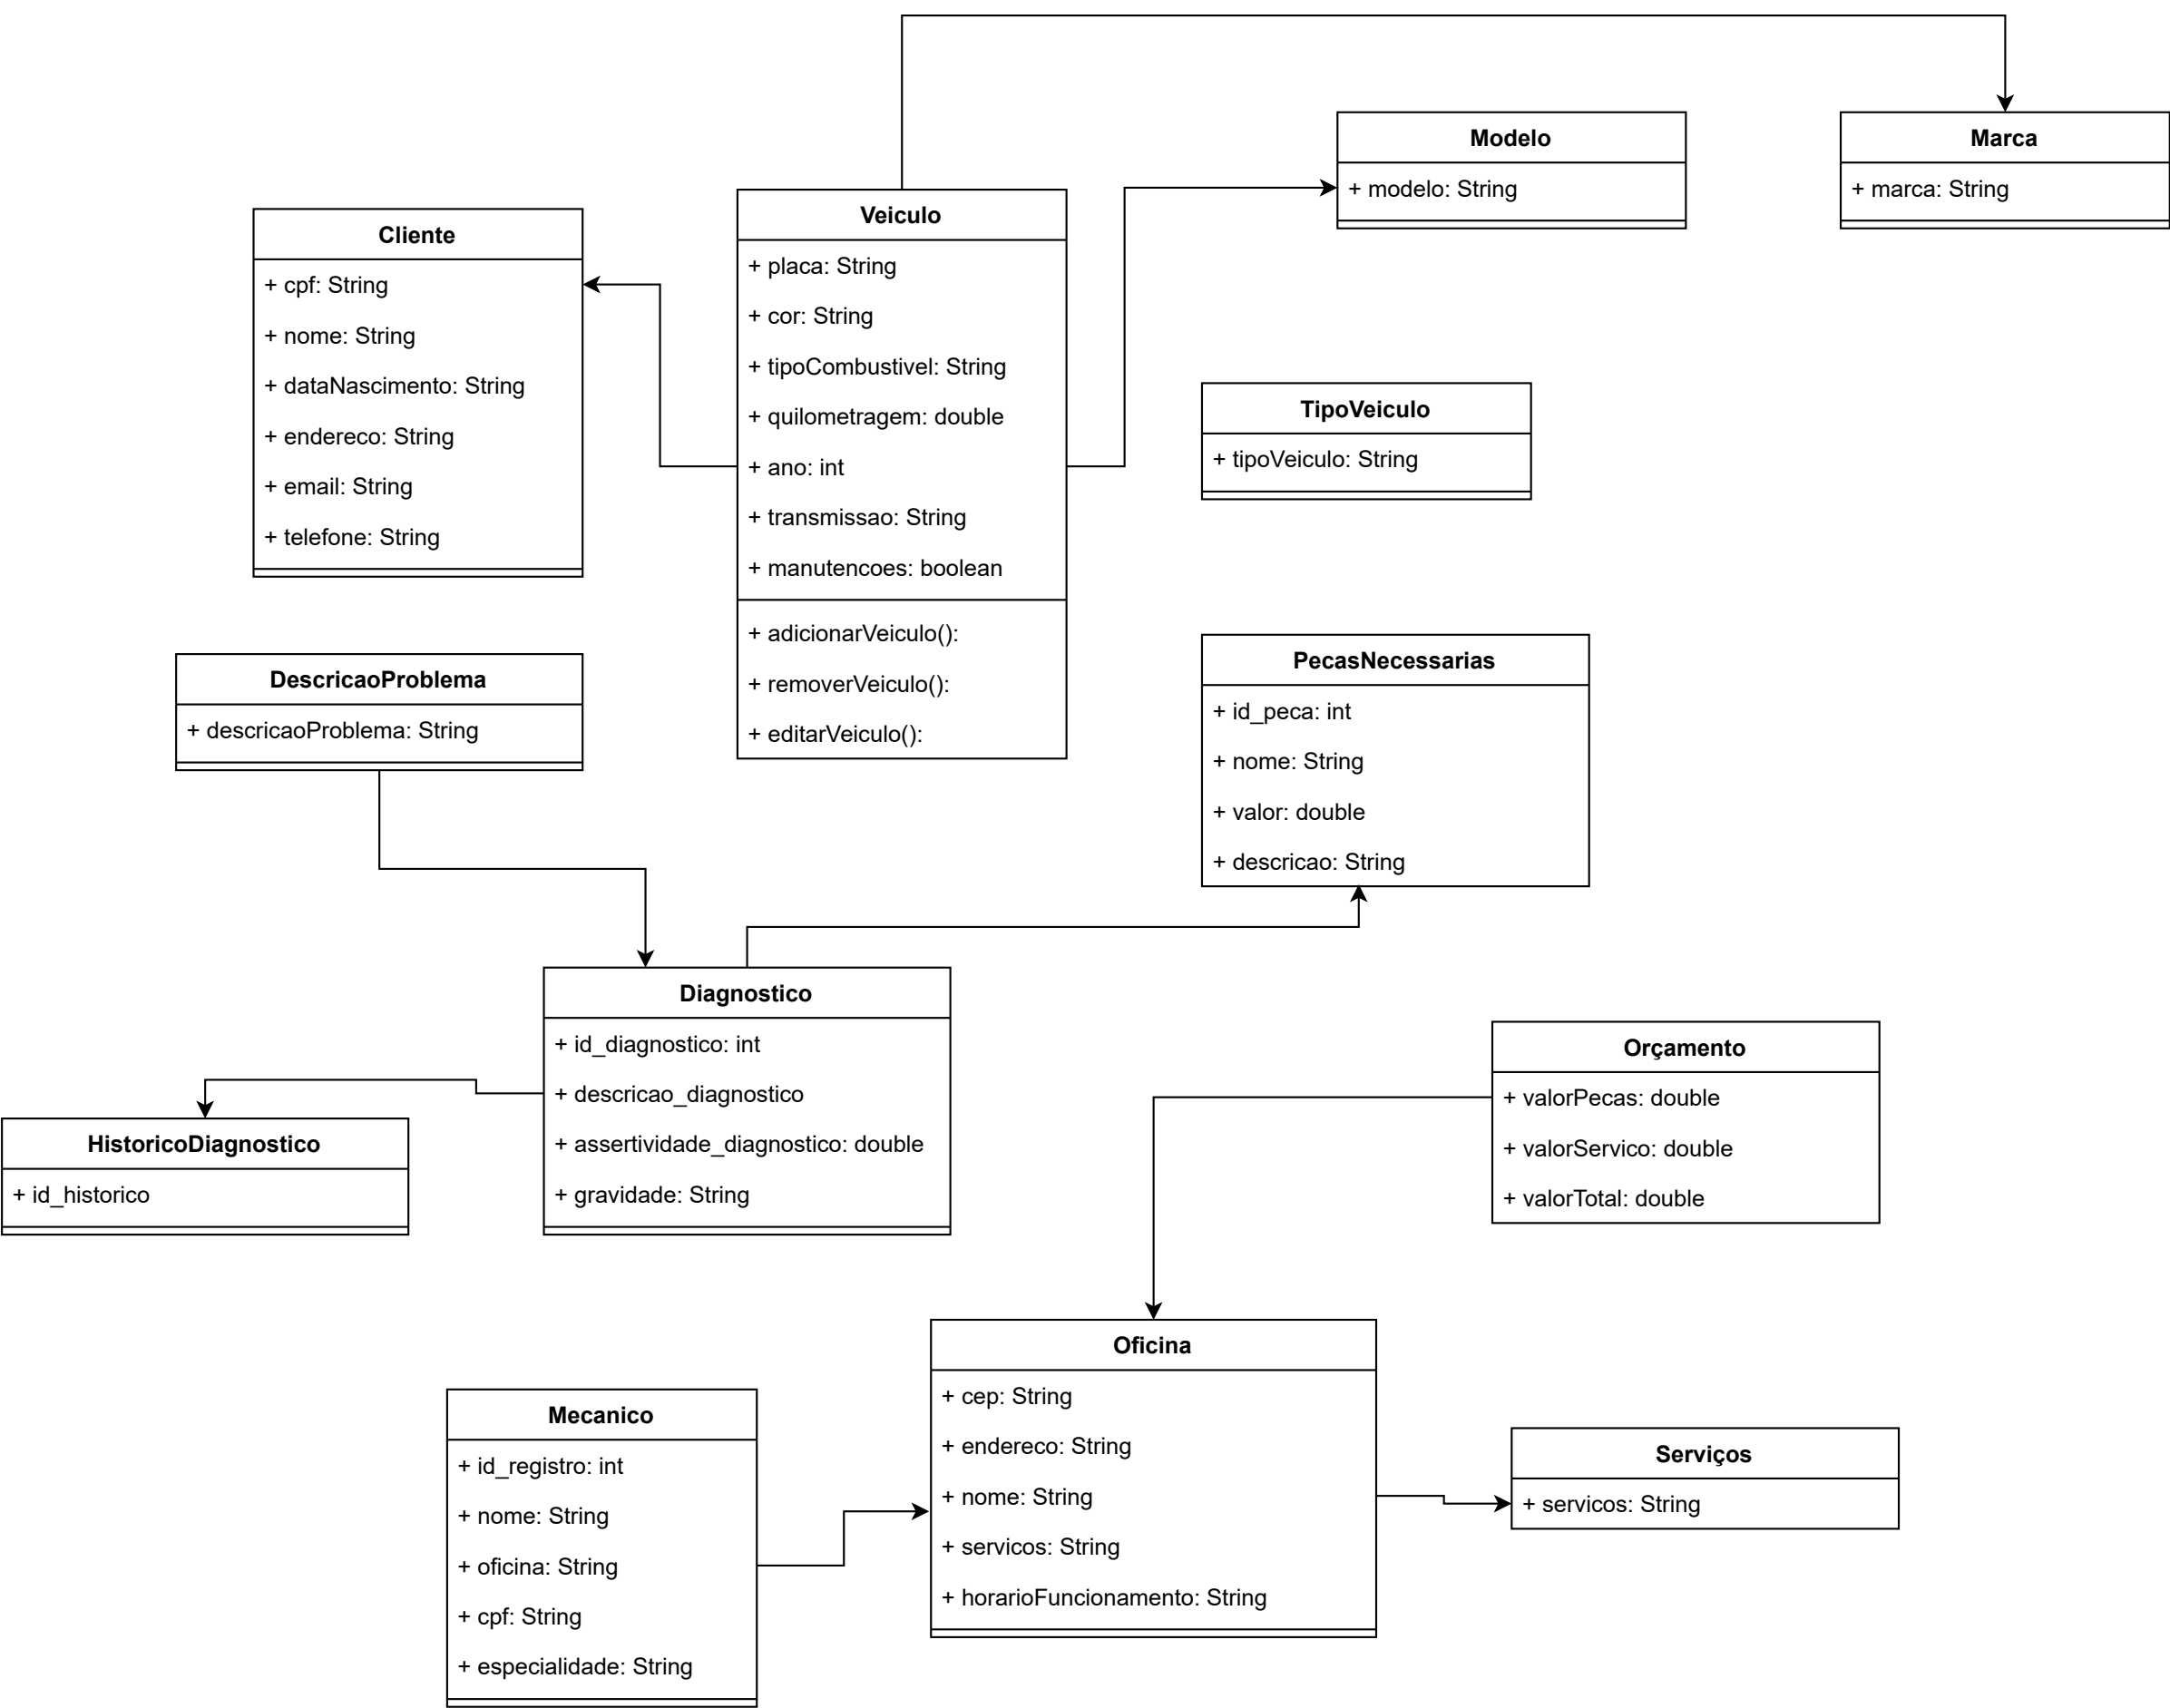 Modelo
+ modelo: String
Marca
+ marca: String
Cliente
+ cpf: String
+ nome: String
+ dataNascimento: String
+ endereco: String
+ email: String
+ telefone: String
Veiculo
+ placa: String
+ cor: String
+ tipoCombustivel: String
+ quilometragem: double
+ ano: int
+ transmissao: String
+ manutencoes: boolean
+ adicionarVeiculo():
+ removerVeiculo():
+ editarVeiculo():
TipoVeiculo
+ tipoVeiculo: String
DescricaoProblema
+ descricaoProblema: String
PecasNecessarias
+ id_peca: int
+ nome: String
+ valor: double
+ descricao: String
Diagnostico
+ id_diagnostico: int
+ descricao_diagnostico
+ assertividade_diagnostico: double
+ gravidade: String
HistoricoDiagnostico
+ id_historico
Orçamento
+ valorPecas: double
+ valorServico: double
+ valorTotal: double
Oficina
+ cep: String
+ endereco: String
+ nome: String
+ servicos: String
+ horarioFuncionamento: String
Mecanico
+ id_registro: int
+ nome: String
+ oficina: String
+ cpf: String
+ especialidade: String
Serviços
+ servicos: String